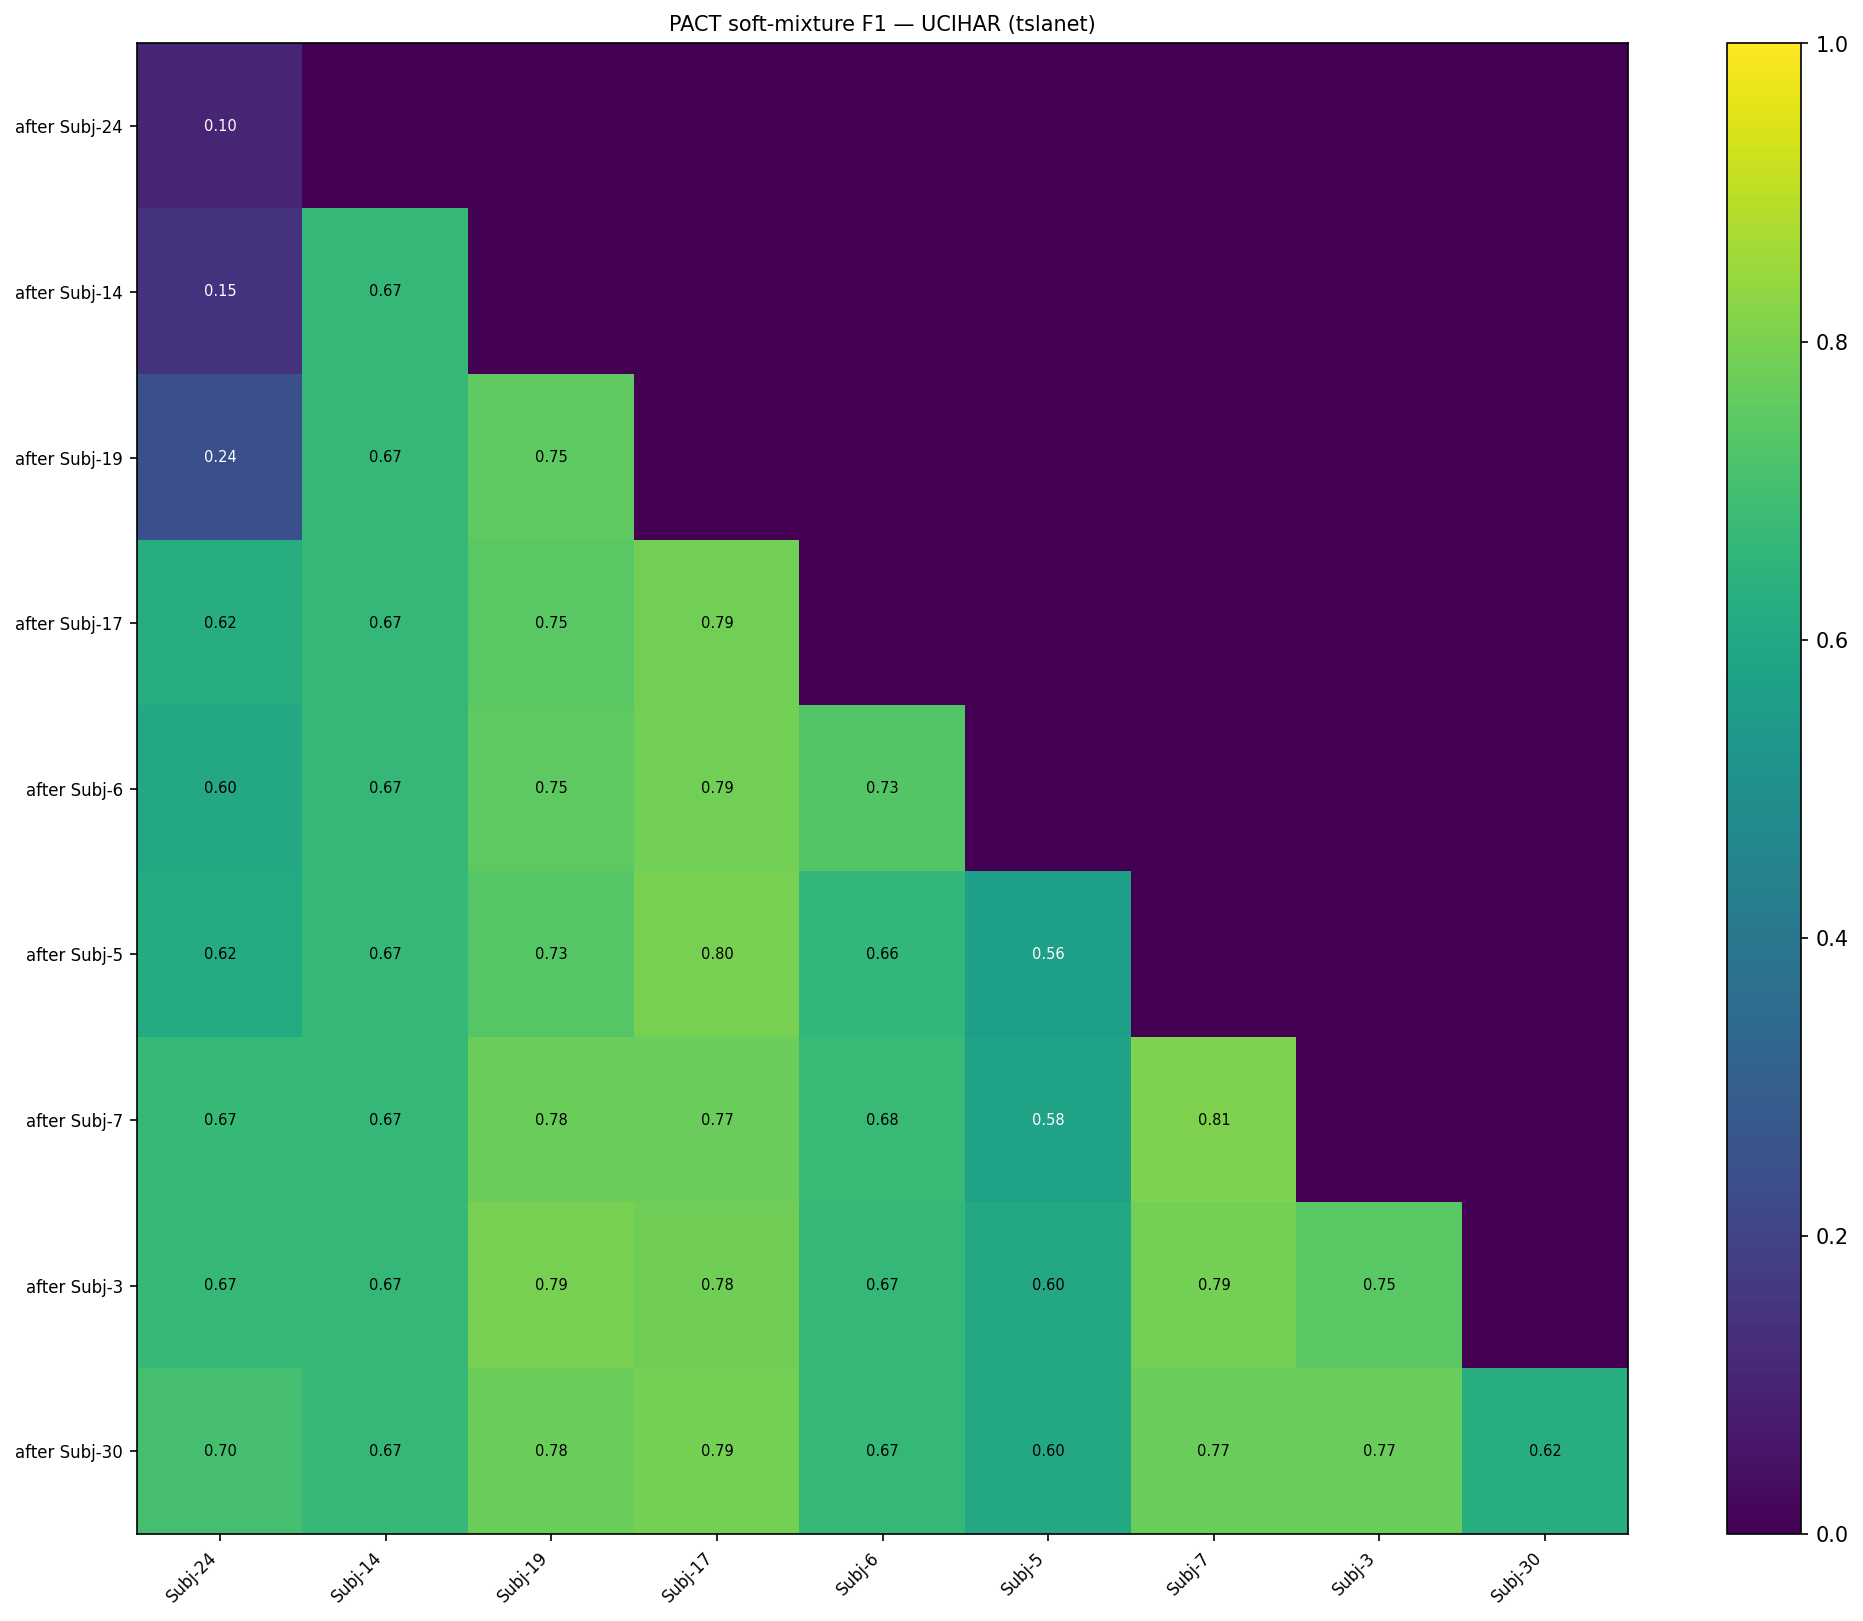 PACT soft-mixture F1 — UCIHAR (tslanet)
1.0
after Subj-24 0.10
after Subj-14 0.15 0.67
0.8
after Subj-19 0.24 0.67 0.75
after Subj-17 0.62 0.67 0.75 0.79
0.6
after Subj-6 0.60 0.67 0.75 0.79 0.73
0.4
after Subj-5 0.62 0.67 0.73 0.80 0.66 0.56
after Subj-7 0.67 0.67 0.78 0.77 0.68 0.58 0.81
0.2
after Subj-3 0.67 0.67 0.79 0.78 0.67 0.60 0.79 0.75
after Subj-30 0.70 0.67 0.78 0.79 0.67 0.60 0.77 0.77 0.62
0.0
Subj-24 Subj-14 Subj-19 Subj-17 Subj-6 Subj-5 Subj-7 Subj-3 Subj-30